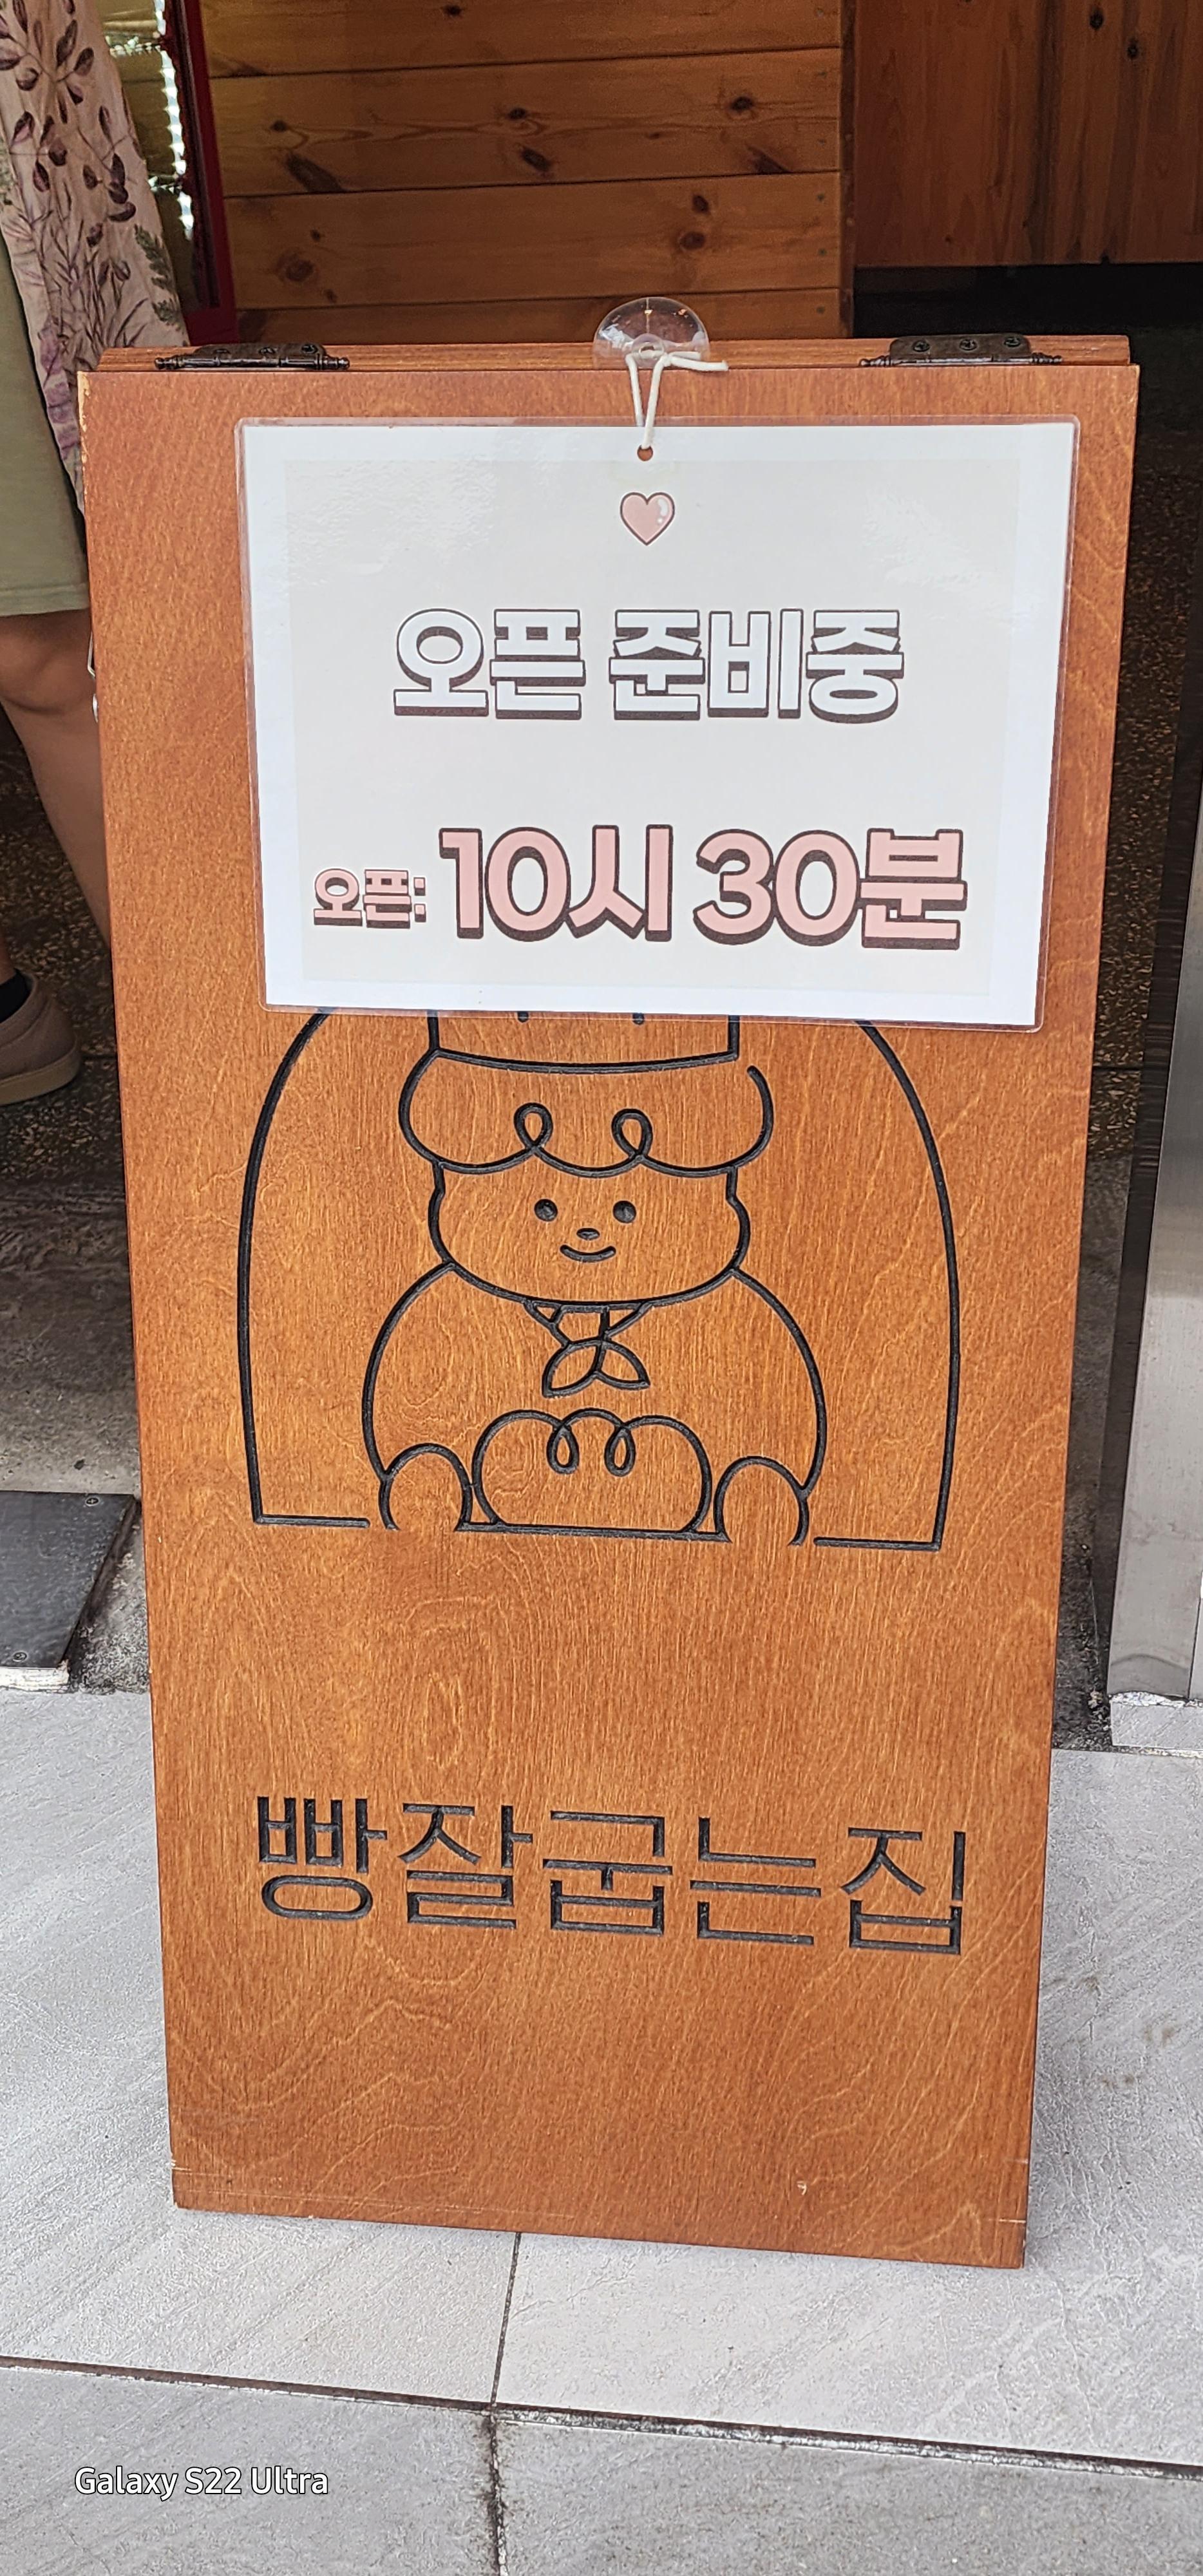 오픈 준비중
오픈: 10시 30분
빵잘굽는집
Galaxy S22 Ultra